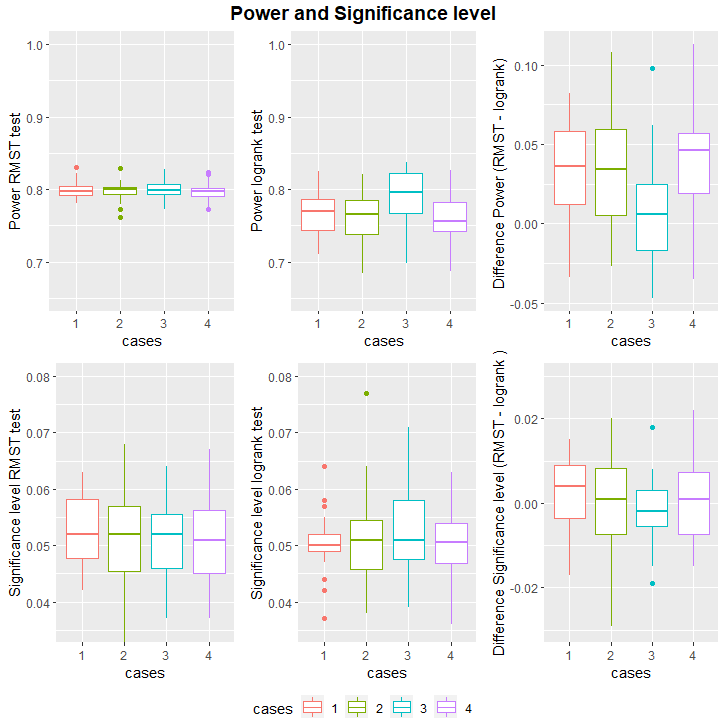 Power and Significance level
Power RMST test
1.0
0.9
0.8
0.7
1 2 3 4
cases
Power logrank test
1.0
0.9
0.8
0.7
1 2 3 4
cases
Difference Power (RMST - logrank)
0.10
0.05
0.00
-0.05
1 2 3 4
cases
Significance level RMST test
0.08
0.07
0.06
0.05
0.04
1 2 3 4
cases
Significance level logrank test
0.08
0.07
0.06
0.05
0.04
1 2 3 4
cases
Difference Significance level (RMST - logrank )
0.02
0.00
-0.02
1 2 3 4
cases
cases 1 2 3 4